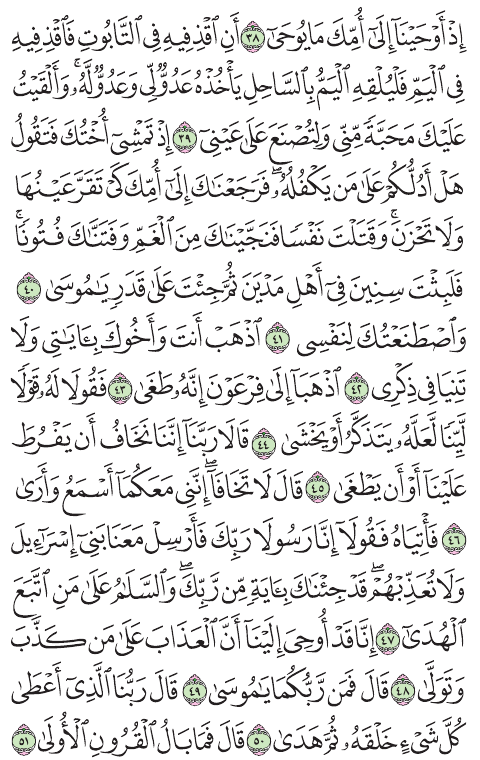 إِذْ أَوْحَيْنَآ إِلَىٰٓ أُمِّكَ مَا يُوحَىٰٓ ٣٨ أَنِ ٱقْذِفِيهِ فِى ٱلتَّابُوتِ فَٱقْذِفِيهِ
فِى ٱلْيَمِّ فَلْيُلْقِهِ ٱلْيَمُّ بِٱلسَّاحِلِ يَأْخُذْهُ عَدُوٌّ لِّى وَعَدُوٌّ لَّهُۥ ۚ وَأَلْقَيْتُ
عَلَيْكَ مَحَبَّةً مِّنِّى وَلِتُصْنَعَ عَلَىٰ عَيْنِىٓ ٣٩ إِذْ تَمْشِىٓ أُخْتُكَ فَتَقُولُ
هَلْ أَدُلُّكُمْ عَلَىٰ مَن يَكْفُلُهُۥ ۖ فَرَجَعْنَٰكَ إِلَىٰٓ أُمِّكَ كَىْ تَقَرَّ عَيْنُهَا
وَلَا تَحْزَنَ ۚ وَقَتَلْتَ نَفْسًا فَنَجَّيْنَٰكَ مِنَ ٱلْغَمِّ وَفَتَنَّٰكَ فُتُونًا ۚ
فَلَبِثْتَ سِنِينَ فِىٓ أَهْلِ مَدْيَنَ ثُمَّ جِئْتَ عَلَىٰ قَدَرٍ يَٰمُوسَىٰ ٤٠
وَٱصْطَنَعْتُكَ لِنَفْسِى ٤١ ٱذْهَبْ أَنتَ وَأَخُوكَ بِـَٔايَٰتِى وَلَا
تَنِيَا فِى ذِكْرِى ٤٢ ٱذْهَبَآ إِلَىٰ فِرْعَوْنَ إِنَّهُۥ طَغَىٰ ٤٣ فَقُولَا لَهُۥ قَوْلًا
لَّيِّنًا لَّعَلَّهُۥ يَتَذَكَّرُ أَوْ يَخْشَىٰ ٤٤ قَالَا رَبَّنَآ إِنَّنَا نَخَافُ أَن يَفْرُطَ
عَلَيْنَآ أَوْ أَن يَطْغَىٰ ٤٥ قَالَ لَا تَخَافَآ ۖ إِنَّنِى مَعَكُمَآ أَسْمَعُ وَأَرَىٰ
٤٦ فَأْتِيَاهُ فَقُولَآ إِنَّا رَسُولَا رَبِّكَ فَأَرْسِلْ مَعَنَا بَنِىٓ إِسْرَٰٓءِيلَ
وَلَا تُعَذِّبْهُمْ ۖ قَدْ جِئْنَٰكَ بِـَٔايَةٍ مِّن رَّبِّكَ ۖ وَٱلسَّلَٰمُ عَلَىٰ مَنِ ٱتَّبَعَ
ٱلْهُدَىٰٓ ٤٧ إِنَّا قَدْ أُوحِىَ إِلَيْنَآ أَنَّ ٱلْعَذَابَ عَلَىٰ مَن كَذَّبَ
وَتَوَلَّىٰ ٤٨ قَالَ فَمَن رَّبُّكُمَا يَٰمُوسَىٰ ٤٩ قَالَ رَبُّنَا ٱلَّذِىٓ أَعْطَىٰ
كُلَّ شَىْءٍ خَلْقَهُۥ ثُمَّ هَدَىٰ ٥٠ قَالَ فَمَا بَالُ ٱلْقُرُونِ ٱلْأُولَىٰ ٥١